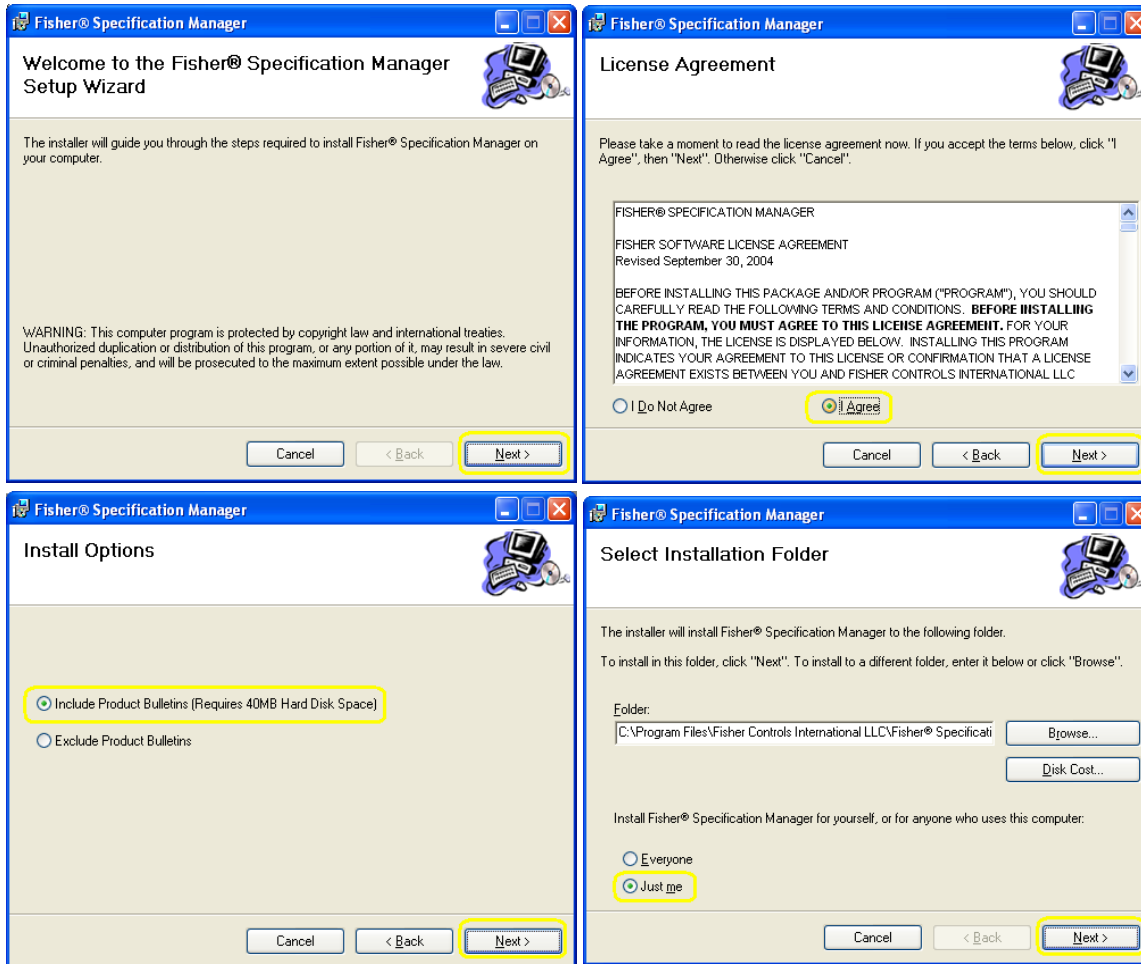 Fisher® Specification Manager
Welcome to the Fisher® Specification Manager
Setup Wizard
The installer will guide you through the steps required to install Fisher® Specification Manager on
your computer.
WARNING: This computer program is protected by copyright law and international treaties.
Unauthorized duplication or distribution of this program, or any portion of it, may result in severe civil
or criminal penalties, and will be prosecuted to the maximum extent possible under the law.
Cancel
< Back
Next >
Fisher® Specification Manager
License Agreement
Please take a moment to read the license agreement now. If you accept the terms below, click "I
Agree", then "Next". Otherwise click "Cancel".
FISHER® SPECIFICATION MANAGER
FISHER SOFTWARE LICENSE AGREEMENT
Revised September 30, 2004
BEFORE INSTALLING THIS PACKAGE AND/OR PROGRAM ("PROGRAM"), YOU SHOULD
CAREFULLY READ THE FOLLOWING TERMS AND CONDITIONS. BEFORE INSTALLING
THE PROGRAM, YOU MUST AGREE TO THIS LICENSE AGREEMENT. FOR YOUR
INFORMATION, THE LICENSE IS DISPLAYED BELOW. INSTALLING THIS PROGRAM
INDICATES YOUR AGREEMENT TO THIS LICENSE OR CONFIRMATION THAT A LICENSE
AGREEMENT EXISTS BETWEEN YOU AND FISHER CONTROLS INTERNATIONAL LLC
I Do Not Agree
I Agree
Cancel
< Back
Next >
Fisher® Specification Manager
Install Options
Include Product Bulletins (Requires 40MB Hard Disk Space)
Exclude Product Bulletins
Cancel
< Back
Next >
Fisher® Specification Manager
Select Installation Folder
The installer will install Fisher® Specification Manager to the following folder.
To install in this folder, click "Next". To install to a different folder, enter it below or click "Browse".
Folder:
C:\Program Files\Fisher Controls International LLC\Fisher® Specificati
Browse...
Disk Cost...
Install Fisher® Specification Manager for yourself, or for anyone who uses this computer:
Everyone
Just me
Cancel
< Back
Next >